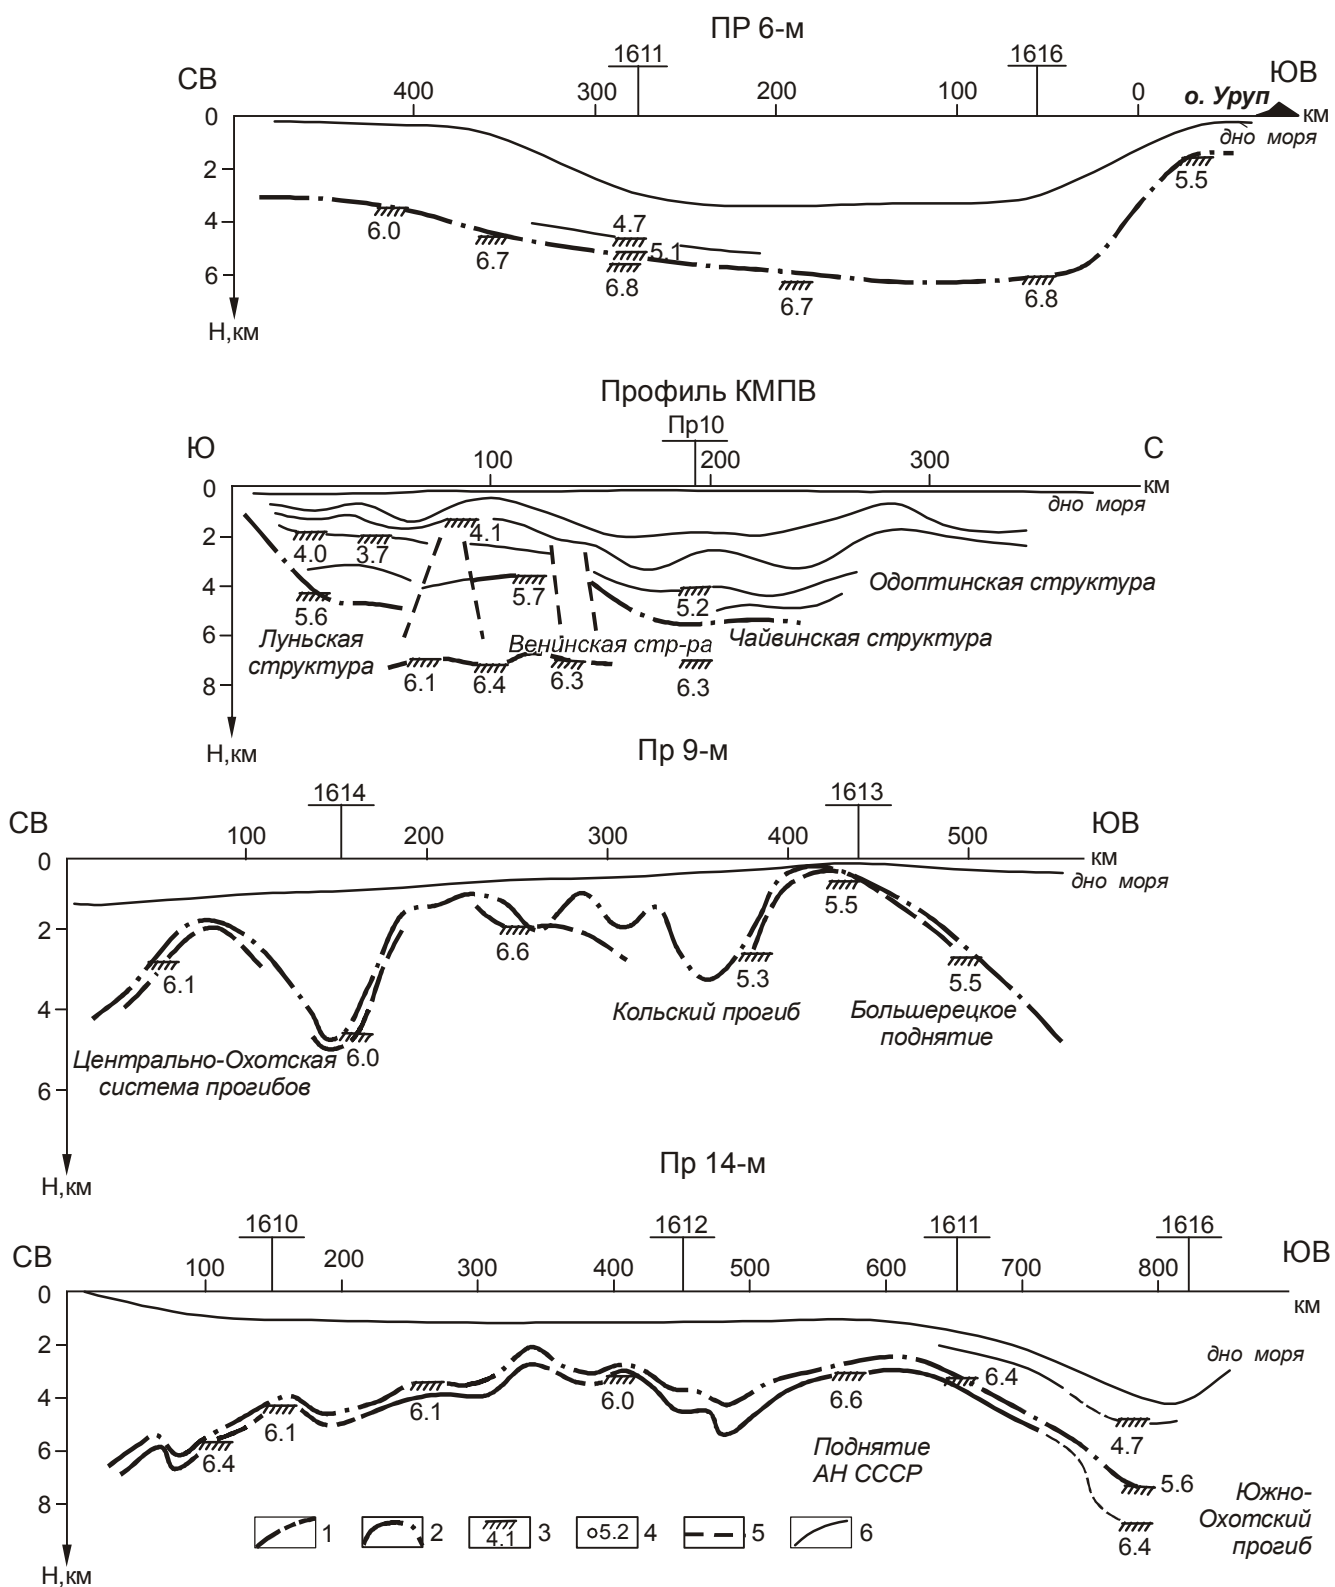 ПР 6-м
1611
1616
СВ
ЮВ
400
300
200
100
0
о. Уруп
км
дно моря
0
2
4
6
Н,км
6.0
6.7
4.7
5.1
6.8
6.7
6.8
5.5
Профиль КМПВ
Пр10
Ю
С
100
200
300
км
дно моря
0
2
4
6
8
Н,км
4.0
3.7
4.1
5.6
5.7
5.2
Одоптинская структура
Луньская
структура
Венинская стр-ра
Чайвинская структура
6.1
6.4
6.3
6.3
Пр 9-м
1614
1613
СВ
ЮВ
100
200
300
400
500
км
дно моря
0
2
4
6
Н,км
6.1
6.0
6.6
5.3
5.5
5.5
Центрально-Охотская
система прогибов
Кольский прогиб
Большерецкое
поднятие
Пр 14-м
1610
1612
1611
1616
СВ
ЮВ
100
200
300
400
500
600
700
800
км
дно моря
0
2
4
6
8
Н,км
6.4
6.1
6.1
6.0
6.6
6.4
4.7
5.6
6.4
Поднятие
АН СССР
Южно-
Охотский
прогиб
1
2
4.1
3
5.2
4
5
6